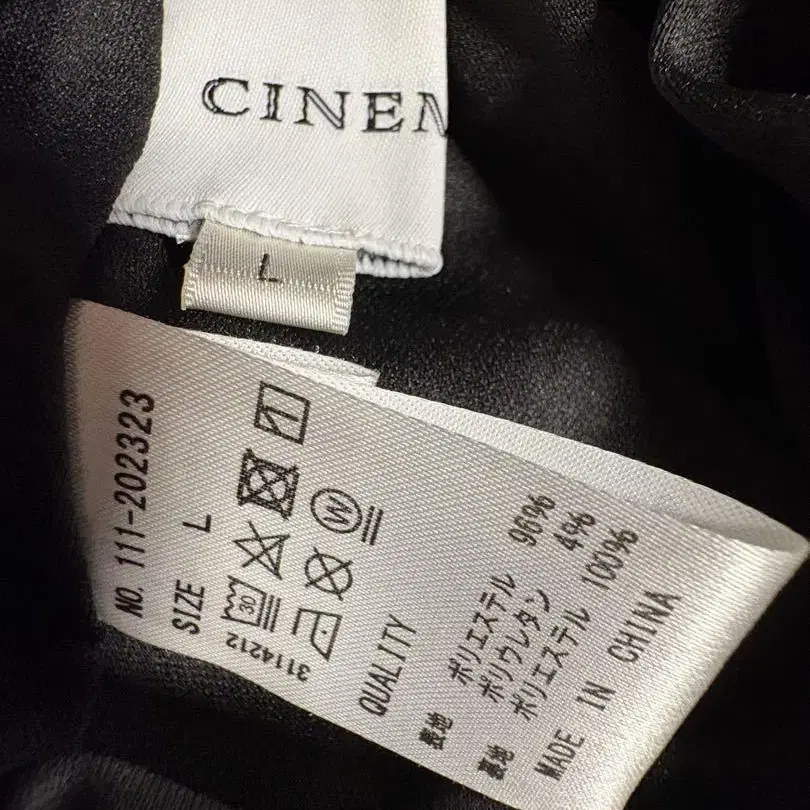 CINEM
L
NO. 111-202323
SIZE L
30
W
3114212
QUALITY
表地 ポリエステル 96%
ポリウレタン 4%
裏地 ポリエステル 100%
MADE IN CHINA